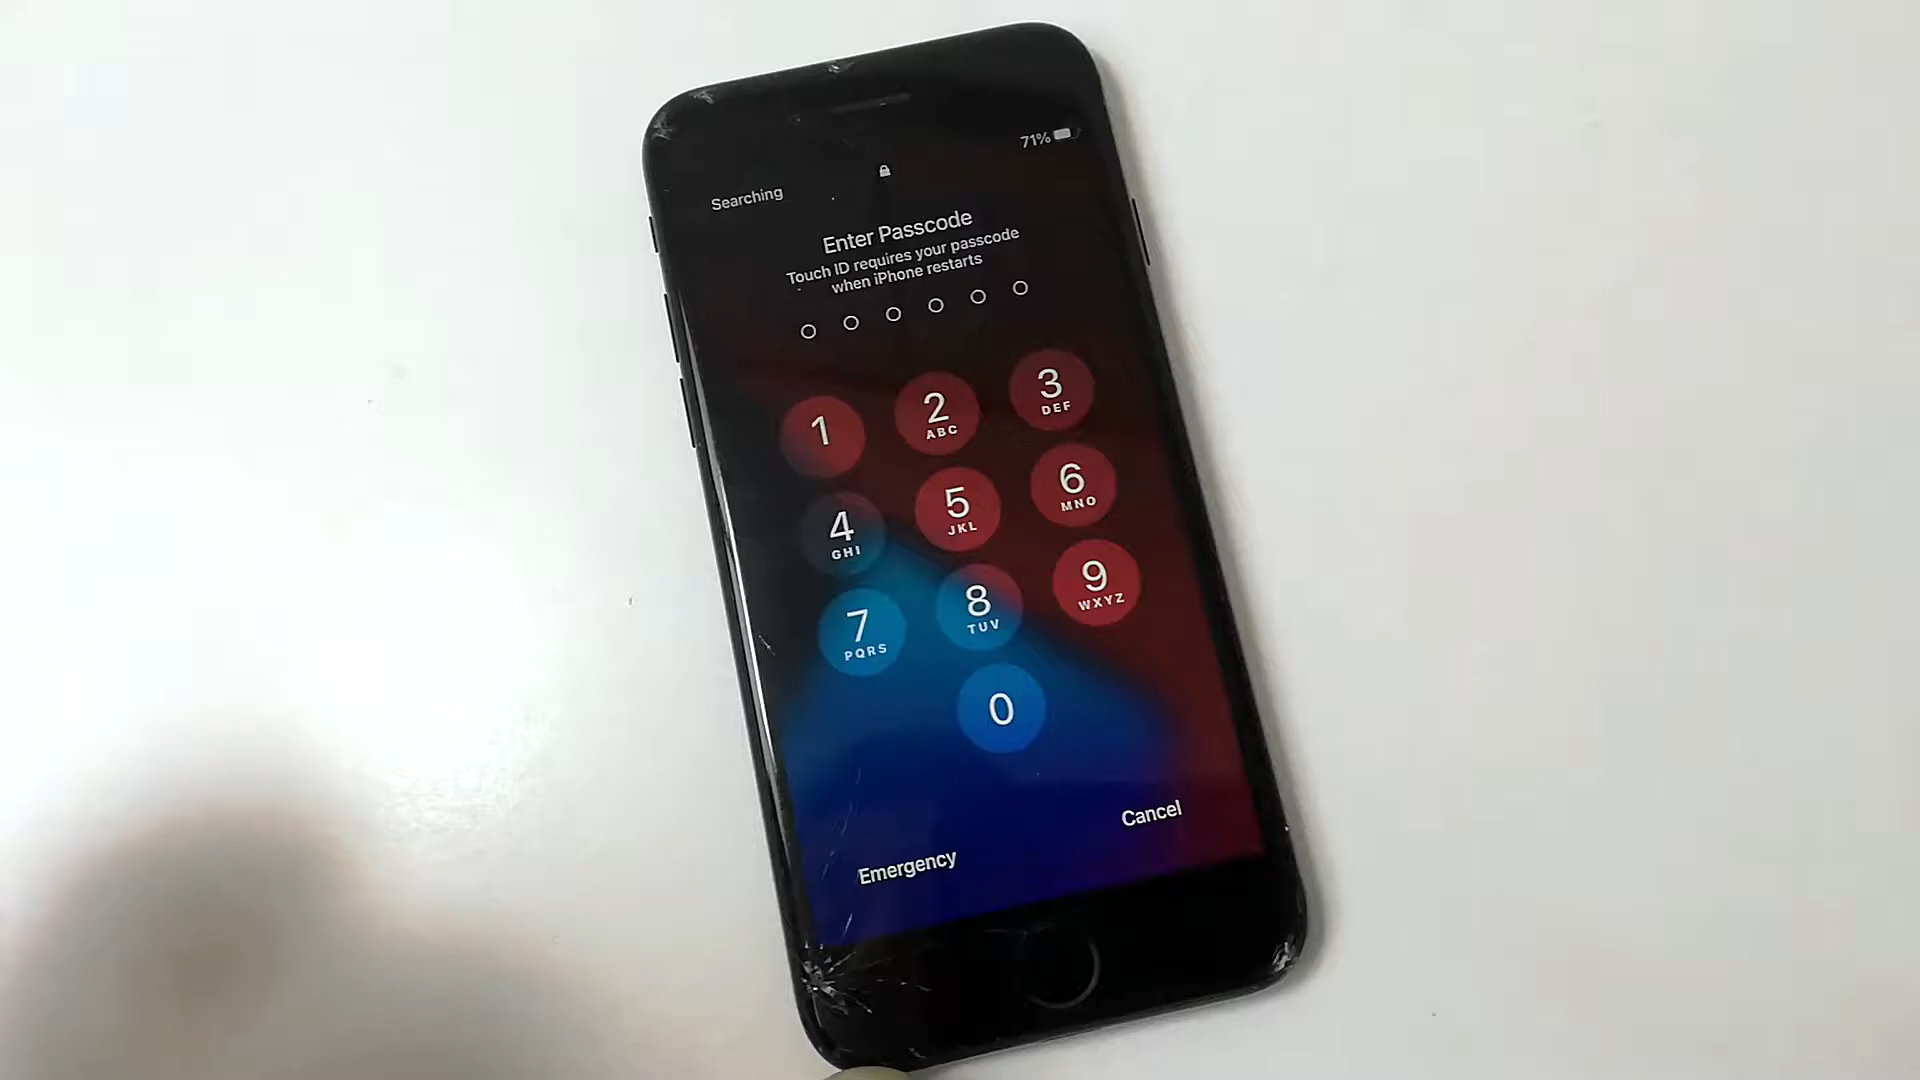 71%
Searching
Enter Passcode
Touch ID requires your passcode
when iPhone restarts
1
2
ABC
3
DEF
4
GHI
5
JKL
6
MNO
7
PQRS
8
TUV
9
WXYZ
0
Emergency
Cancel